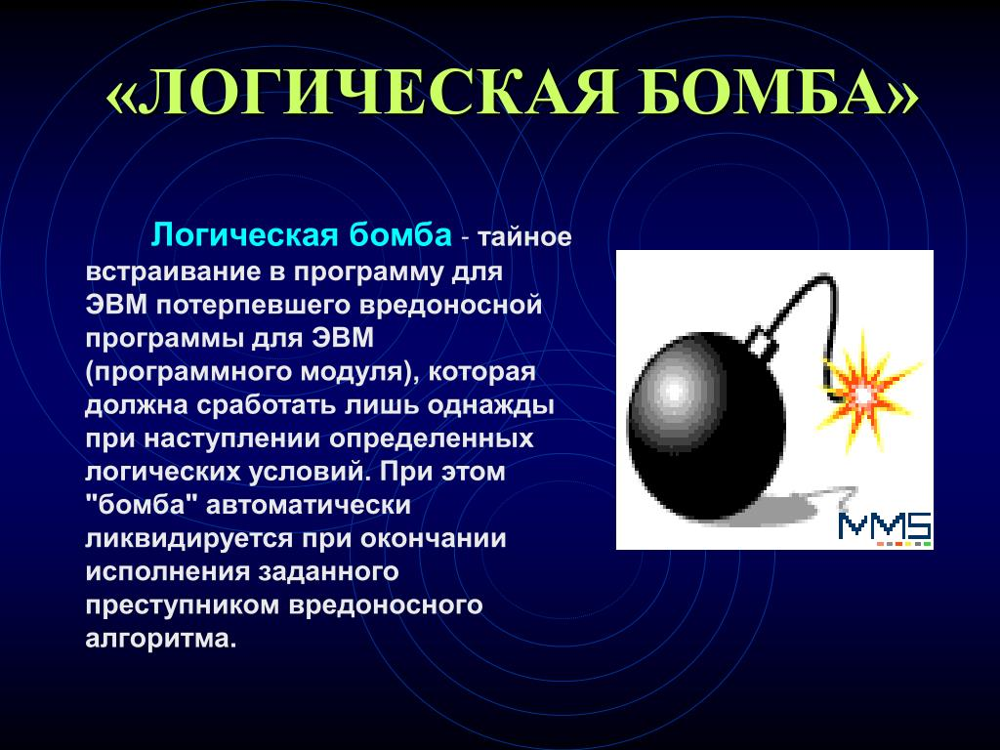 «ЛОГИЧЕСКАЯ БОМБА»
Логическая бомба - тайное
встраивание в программу для
ЭВМ потерпевшего вредоносной
программы для ЭВМ
(программного модуля), которая
должна сработать лишь однажды
при наступлении определенных
логических условий. При этом
"бомба" автоматически
ликвидируется при окончании
исполнения заданного
преступником вредоносного
алгоритма.
MMS